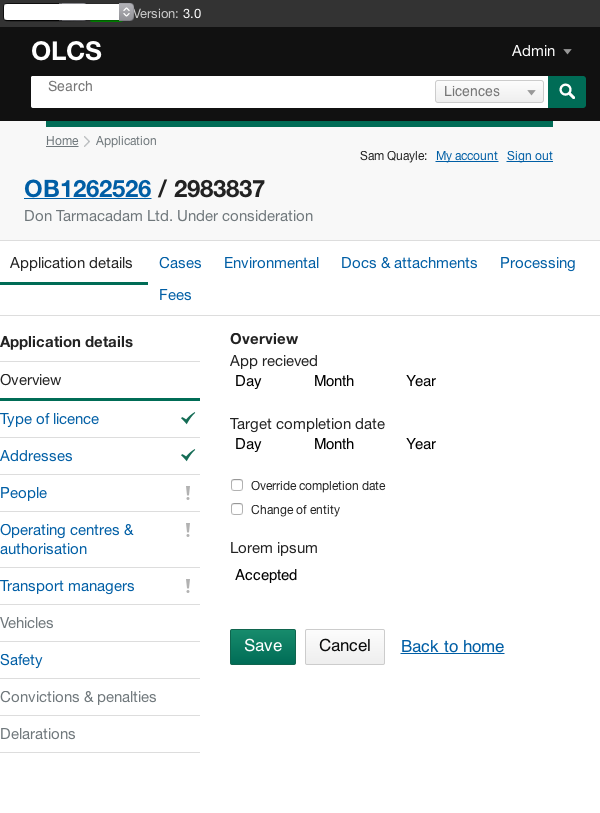 Version: 3.0
OLCS
Admin
Search
Licences
Home Application
Sam Quayle: My account Sign out
OB1262526 / 2983837
Don Tarmacadam Ltd. Under consideration
Application details Cases Environmental Docs & attachments Processing
Fees
Application details
Overview
Type of licence
Addresses
People
Operating centres &
authorisation
Transport managers
Vehicles
Safety
Convictions & penalties
Delarations
Overview
App recieved
Day Month Year
Target completion date
Day Month Year
Override completion date
Change of entity
Lorem ipsum
Accepted
Save Cancel Back to home